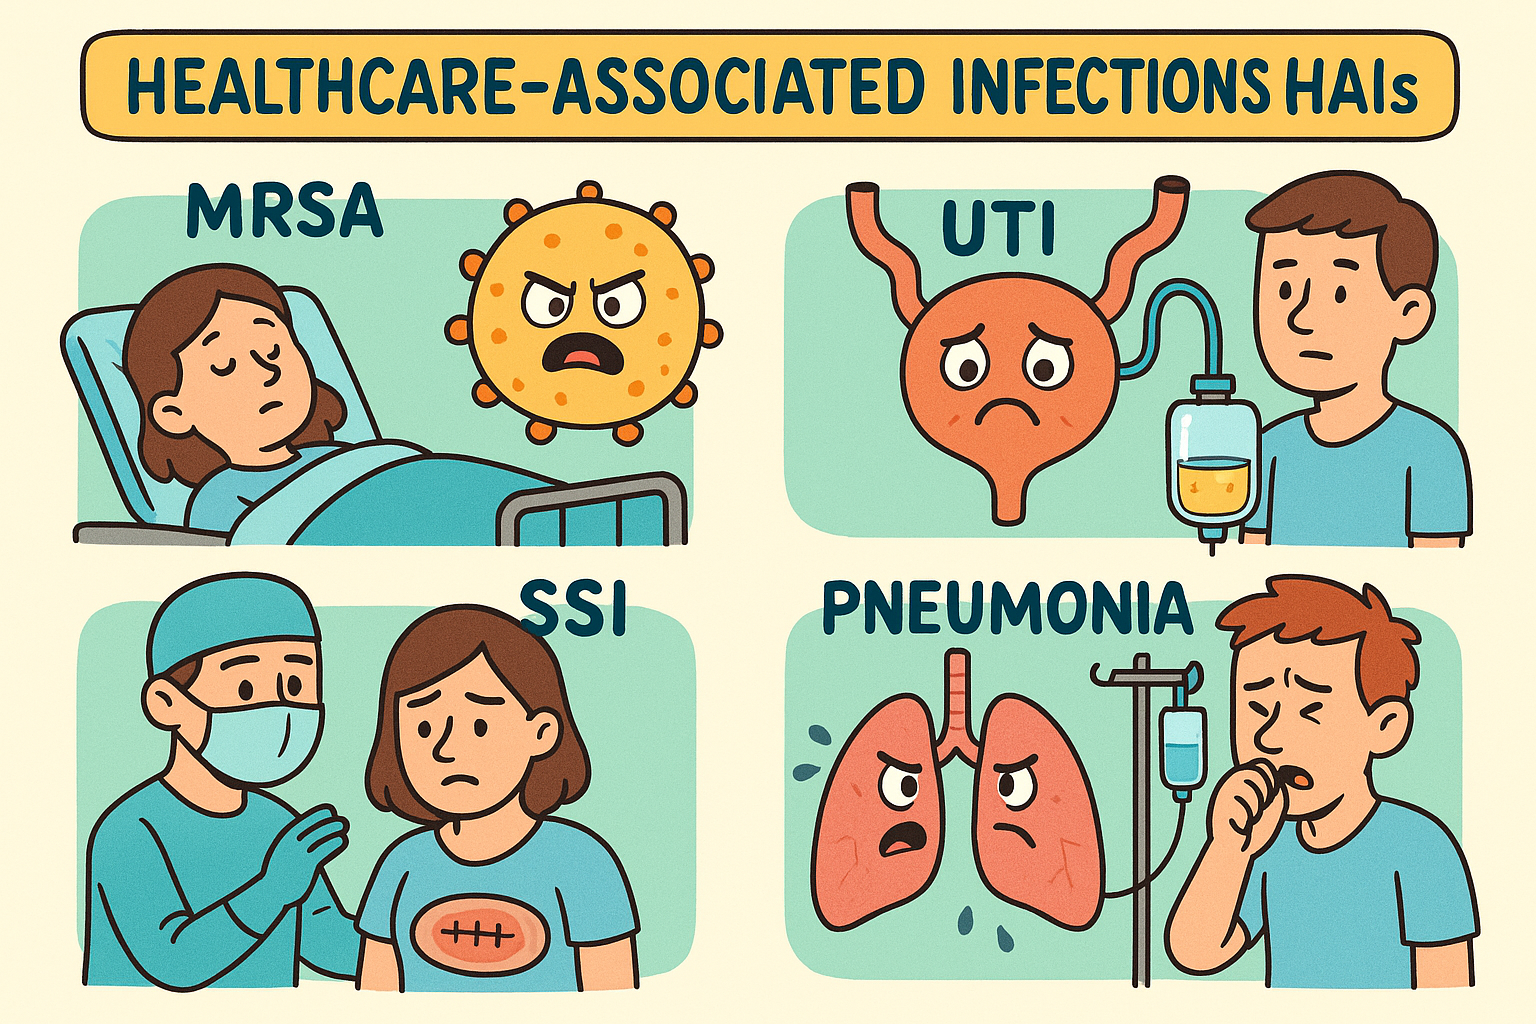 HEALTHCARE-ASSOCIATED INFECTIONS HAIs
MRSA
UTI
SSI
PNEUMONIA